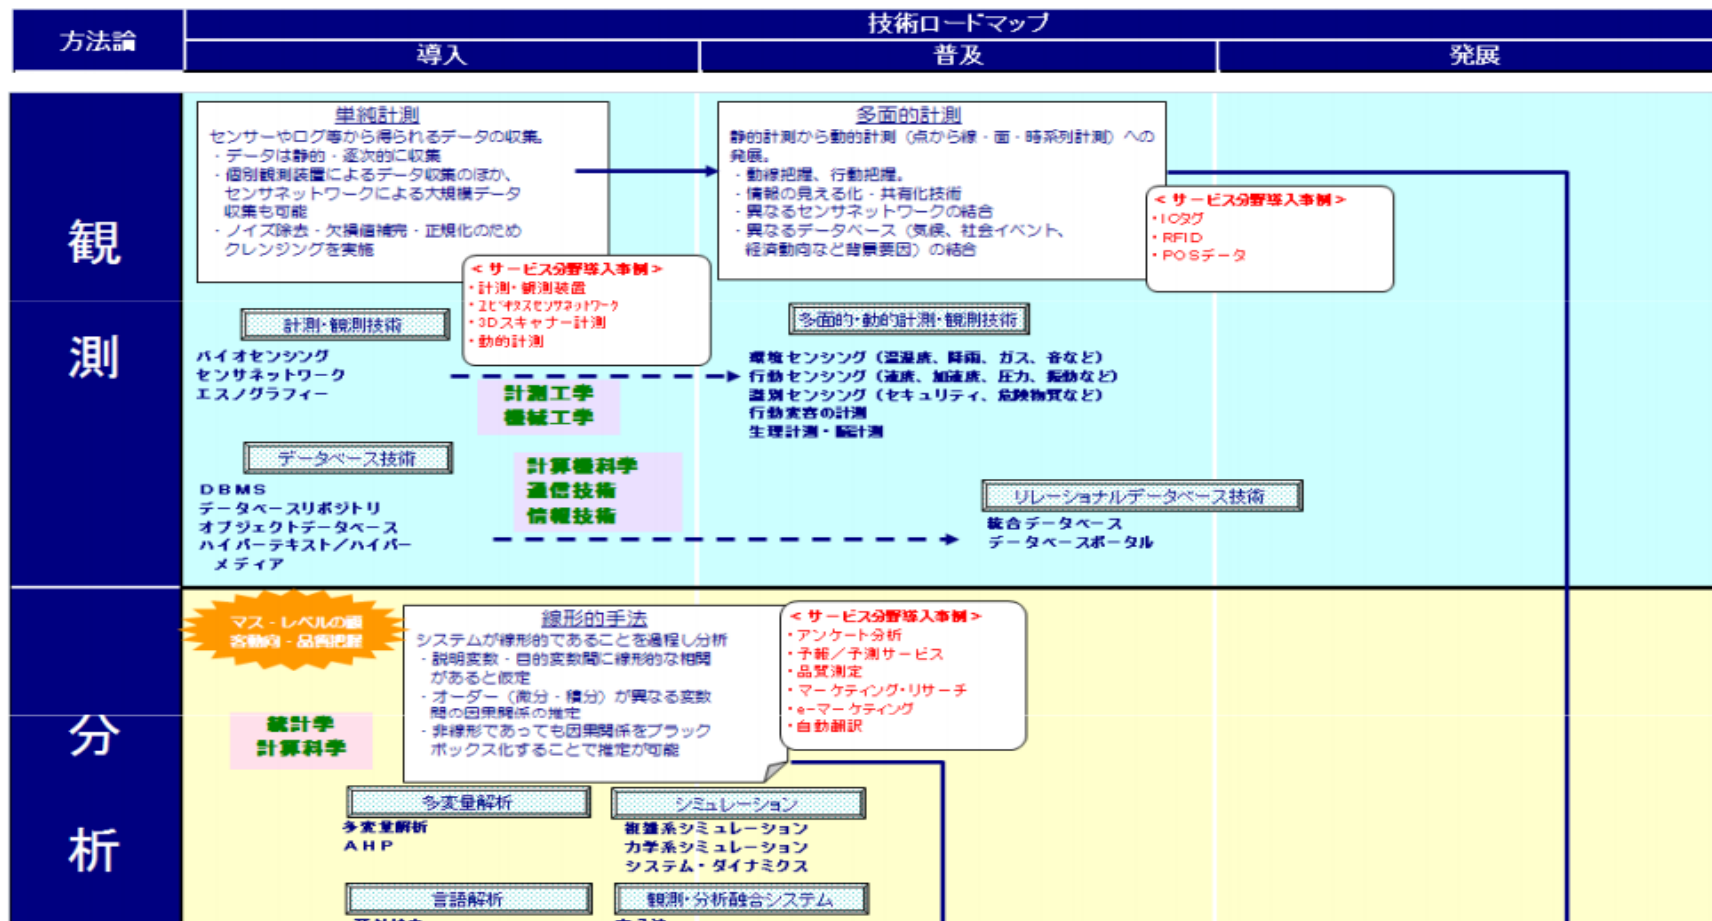 方法論
技術ロードマップ
導入
普及
発展
観測
単純計測
センサーやログ等から得られるデータの収集。
・データは静的・逐次的に収集
・個別観測装置によるデータ収集のほか、
センサネットワークによる大規模データ
収集も可能
・ノイズ除去・欠損値補完・正規化のため
クレンジングを実施
<サービス分野導入事例>
・計測・観測装置
・ユビキタスセンサネットワーク
・3Dスキャナー計測
・動的計測
多面的計測
静的計測から動的計測（点から線・面・時系列計測）への
発展。
・動線把握、行動把握。
・情報の見える化・共有化技術
・異なるセンサネットワークの結合
・異なるデータベース（気候、社会イベント、
経済動向など背景要因）の結合
<サービス分野導入事例>
・ICタグ
・RFID
・POSデータ
計測・観測技術
バイオセンシング
センサネットワーク
エスノグラフィー
計測工学
機械工学
多面的・動的計測・観測技術
環境センシング（温湿度、降雨、ガス、音など）
行動センシング（速度、加速度、圧力、振動など）
識別センシング（セキュリティ、危険物質など）
行動変容の計測
生理計測・脳計測
データベース技術
DBMS
データベースリポジトリ
オブジェクトデータベース
ハイパーテキスト／ハイパー
メディア
計算機科学
通信技術
情報技術
リレーショナルデータベース技術
統合データベース
データベースポータル
分析
マス・レベルの顧
客動向・品質把握
統計学
計算科学
線形的手法
システムが線形的であることを過程し分析
・説明変数・目的変数間に線形的な相関
があると仮定
・オーダー（微分・積分）が異なる変数
間の因果関係の推定
・非線形であっても因果関係をブラック
ボックス化することで推定が可能
<サービス分野導入事例>
・アンケート分析
・予報／予測サービス
・品質測定
・マーケティング・リサーチ
・e-マーケティング
・自動翻訳
多変量解析
多変量解析
AHP
シミュレーション
複雑系シミュレーション
力学系シミュレーション
システム・ダイナミクス
言語解析
観測・分析融合システム